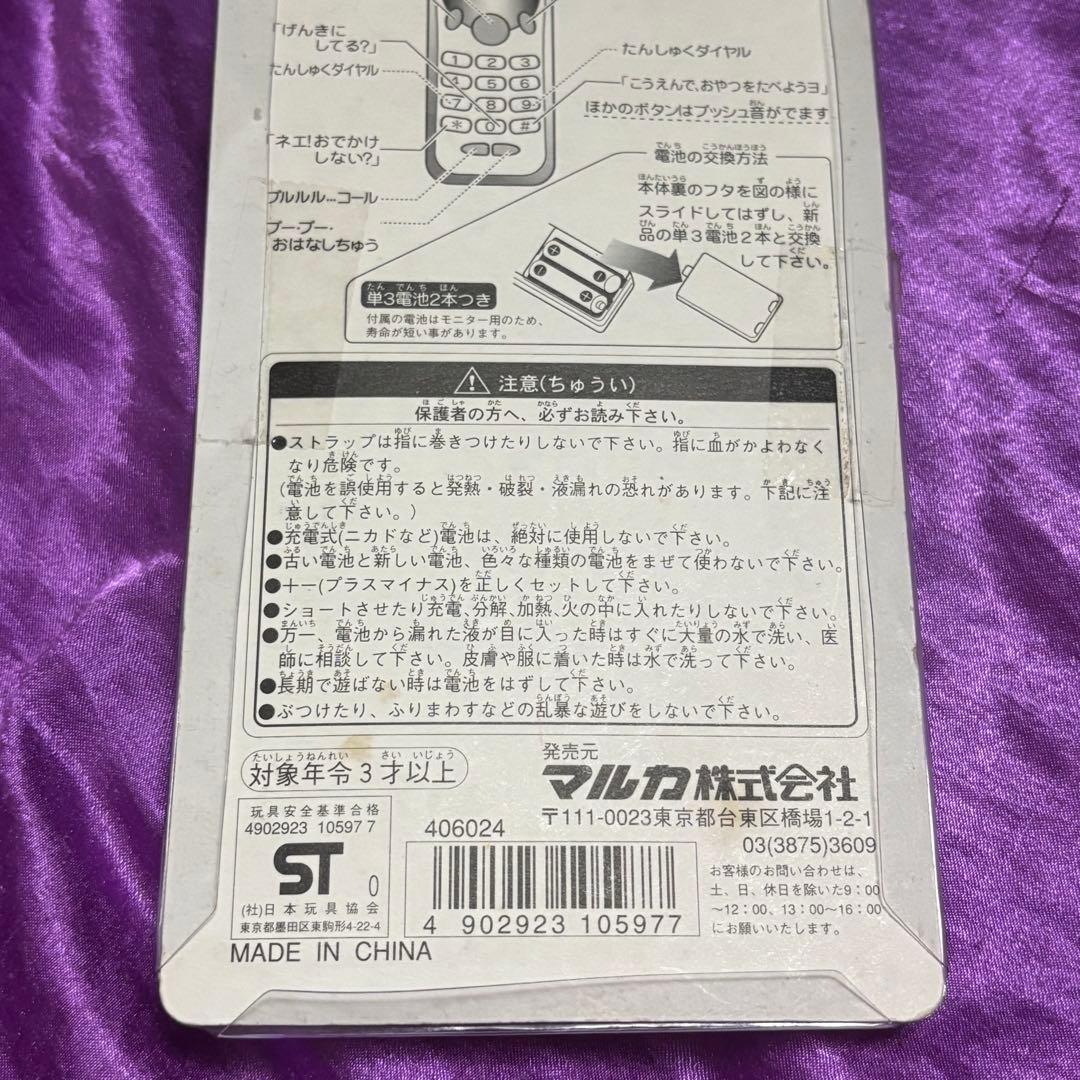 「げんきに
してる?」
たんしゅくダイヤル
「ネエ!おでかけ
しない?」
プルルル…コール
プー・プー・
おはなしちゅう
1 2 3
4 5 6
7 8 9
* 0 #
たんしゅくダイヤル
「こうえんで、おやつをたべようヨ」
ほかのボタンはプッシュ音がでます
電池の交換方法
本体裏のフタを図の様に
スライドしてはずし、新
品の単3電池2本と交換
して下さい。
単3電池2本つき
付属の電池はモニター用のため、
寿命が短い事があります。
注意(ちゅうい)
保護者の方へ、必ずお読み下さい。
●ストラップは指に巻きつけたりしないで下さい。指に血がかよわなく
なり危険です。
(電池を誤使用すると発熱・破裂・液漏れの恐れがあります。下記に注
意して下さい。)
●充電式(ニカドなど)電池は、絶対に使用しないで下さい。
●古い電池と新しい電池、色々な種類の電池をまぜて使わないで下さい。
●+−(プラスマイナス)を正しくセットして下さい。
●ショートさせたり充電、分解、加熱、火の中に入れたりしないで下さい。
●万一、電池から漏れた液が目に入った時はすぐに大量の水で洗い、医
師に相談して下さい。皮膚や服に着いた時は水で洗って下さい。
●長期で遊ばない時は電池をはずして下さい。
●ぶつけたり、ふりまわすなどの乱暴な遊びをしないで下さい。
対象年令3才以上
発売元
マルカ株式会社
〒111-0023東京都台東区橋場1-2-1
03(3875)3609
お客様のお問い合わせは、
土、日、休日を除いた9:00
〜12:00、13:00〜16:00
にお願いいたします。
玩具安全基準合格
4902923 10597 7
ST 0
(社)日本玩具協会
東京都墨田区東駒形4-22-4
406024
4 902923 105977
MADE IN CHINA